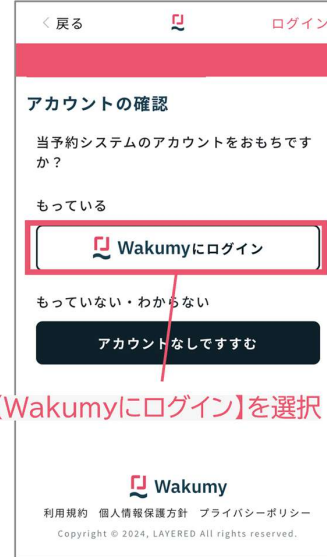 〈 戻る
ログイン
アカウントの確認
当予約システムのアカウントをおもちです
か？
もっている
Wakumyにログイン
もっていない・わからない
アカウントなしですすむ
【Wakumyにログイン】を選択
Wakumy
利用規約 個人情報保護方針 プライバシーポリシー
Copyright © 2024, LAYERED All rights reserved.